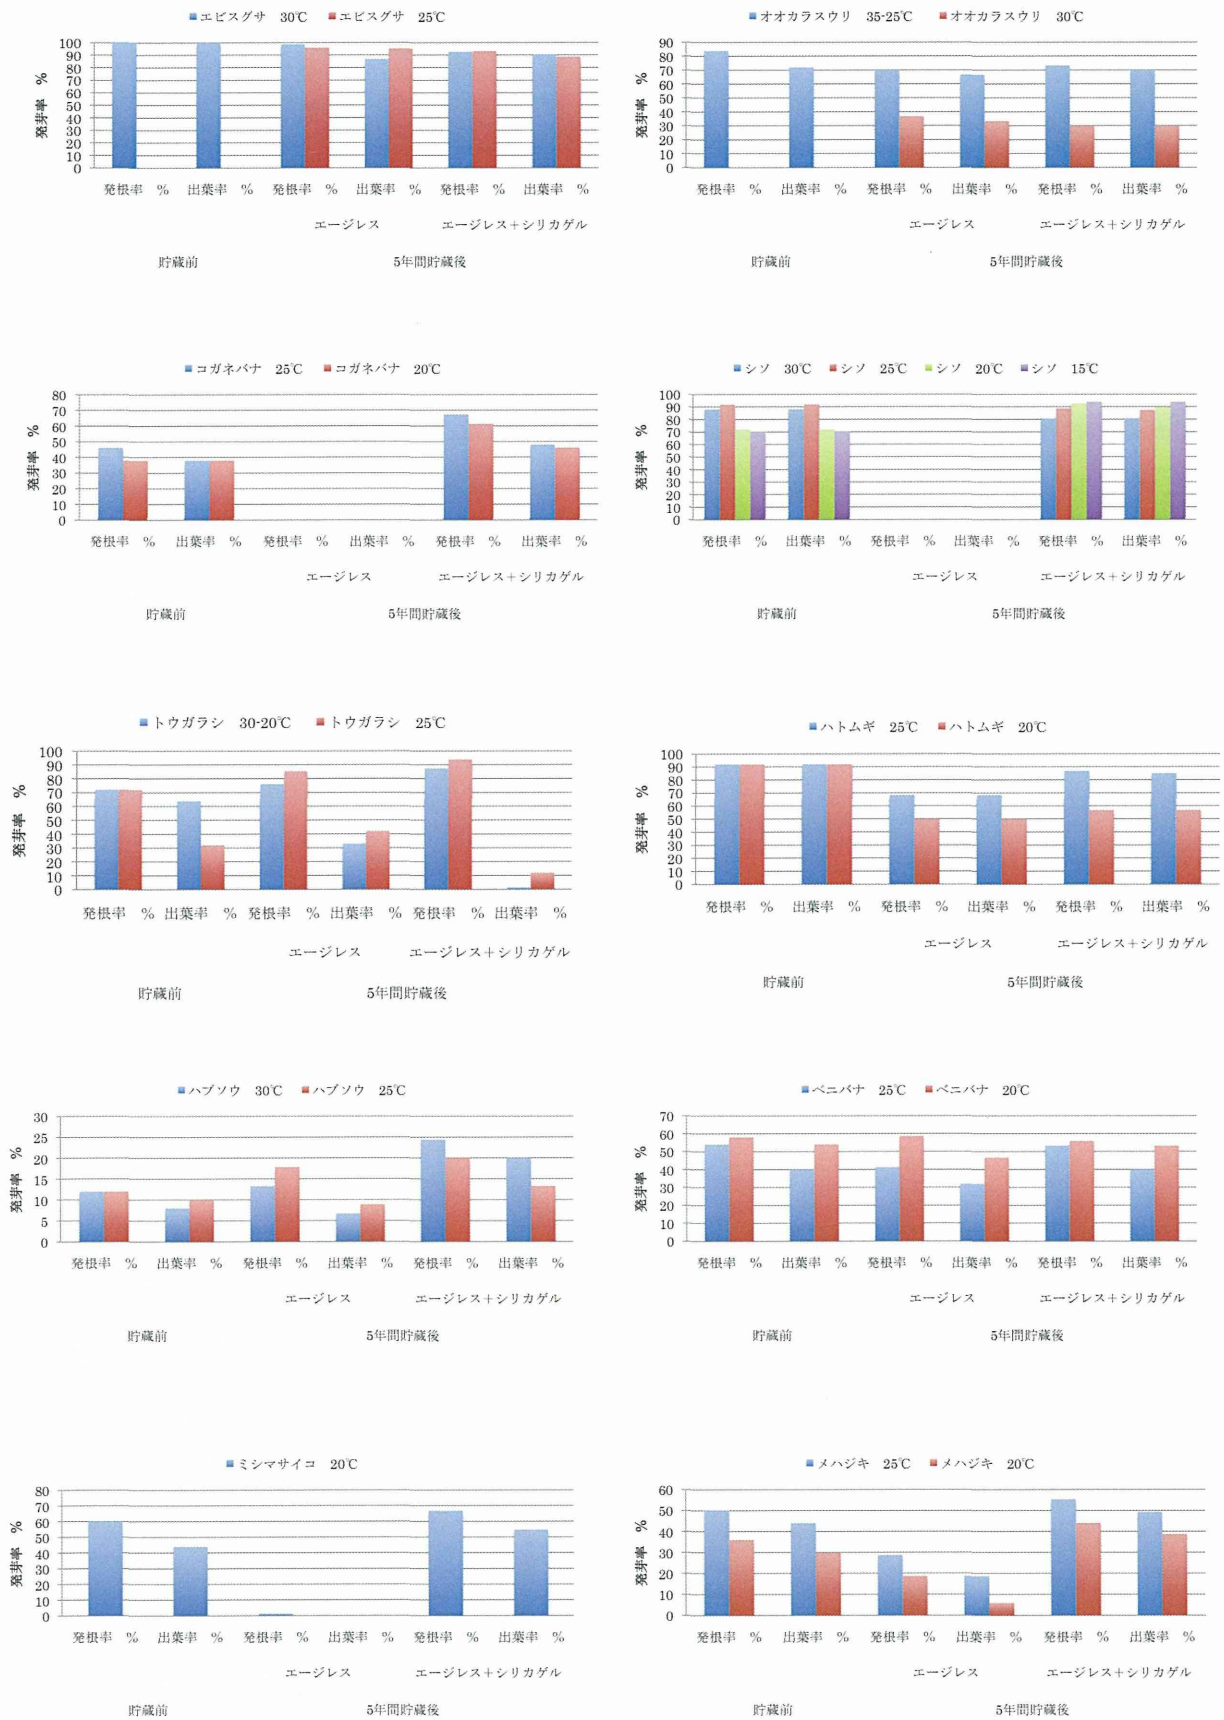 エビスグサ 30℃ エビスグサ 25℃
発芽率 %
100
90
80
70
60
50
40
30
20
10
0
発根率 % 出葉率 % 発根率 % 出葉率 % 発根率 % 出葉率 %
エージレス エージレス＋シリカゲル
貯蔵前 5年間貯蔵後
オオカラスウリ 35-25℃ オオカラスウリ 30℃
発芽率 %
90
80
70
60
50
40
30
20
10
0
発根率 % 出葉率 % 発根率 % 出葉率 % 発根率 % 出葉率 %
エージレス エージレス＋シリカゲル
貯蔵前 5年間貯蔵後
コガネバナ 25℃ コガネバナ 20℃
発芽率 %
80
70
60
50
40
30
20
10
0
発根率 % 出葉率 % 発根率 % 出葉率 % 発根率 % 出葉率 %
エージレス エージレス＋シリカゲル
貯蔵前 5年間貯蔵後
シソ 30℃ シソ 25℃ シソ 20℃ シソ 15℃
発芽率 %
100
90
80
70
60
50
40
30
20
10
0
発根率 % 出葉率 % 発根率 % 出葉率 % 発根率 % 出葉率 %
エージレス エージレス＋シリカゲル
貯蔵前 5年間貯蔵後
トウガラシ 30-20℃ トウガラシ 25℃
発芽率 %
100
90
80
70
60
50
40
30
20
10
0
発根率 % 出葉率 % 発根率 % 出葉率 % 発根率 % 出葉率 %
エージレス エージレス＋シリカゲル
貯蔵前 5年間貯蔵後
ハトムギ 25℃ ハトムギ 20℃
発芽率 %
100
90
80
70
60
50
40
30
20
10
0
発根率 % 出葉率 % 発根率 % 出葉率 % 発根率 % 出葉率 %
エージレス エージレス＋シリカゲル
貯蔵前 5年間貯蔵後
ハブソウ 30℃ ハブソウ 25℃
発芽率 %
30
25
20
15
10
5
0
発根率 % 出葉率 % 発根率 % 出葉率 % 発根率 % 出葉率 %
エージレス エージレス＋シリカゲル
貯蔵前 5年間貯蔵後
ベニバナ 25℃ ベニバナ 20℃
発芽率 %
70
60
50
40
30
20
10
0
発根率 % 出葉率 % 発根率 % 出葉率 % 発根率 % 出葉率 %
エージレス エージレス＋シリカゲル
貯蔵前 5年間貯蔵後
ミシマサイコ 20℃
発芽率 %
80
70
60
50
40
30
20
10
0
発根率 % 出葉率 % 発根率 % 出葉率 % 発根率 % 出葉率 %
エージレス エージレス＋シリカゲル
貯蔵前 5年間貯蔵後
メハジキ 25℃ メハジキ 20℃
発芽率 %
60
50
40
30
20
10
0
発根率 % 出葉率 % 発根率 % 出葉率 % 発根率 % 出葉率 %
エージレス エージレス＋シリカゲル
貯蔵前 5年間貯蔵後